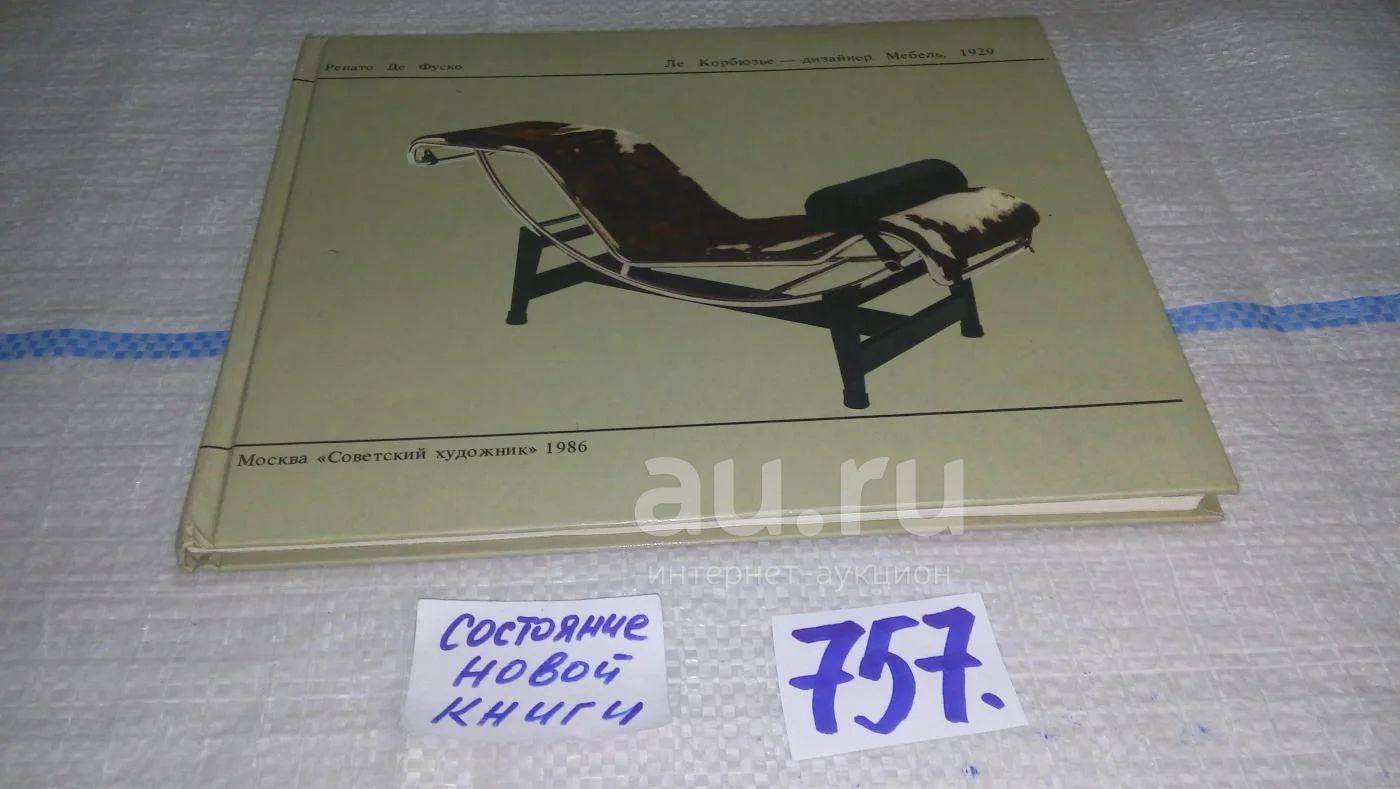 Ренато Де Фуско
Ле Корбюзье — дизайнер. Мебель, 1929
Москва «Советский художник» 1986
au.ru
интернет-аукцион
состояние
новой
книги
757.